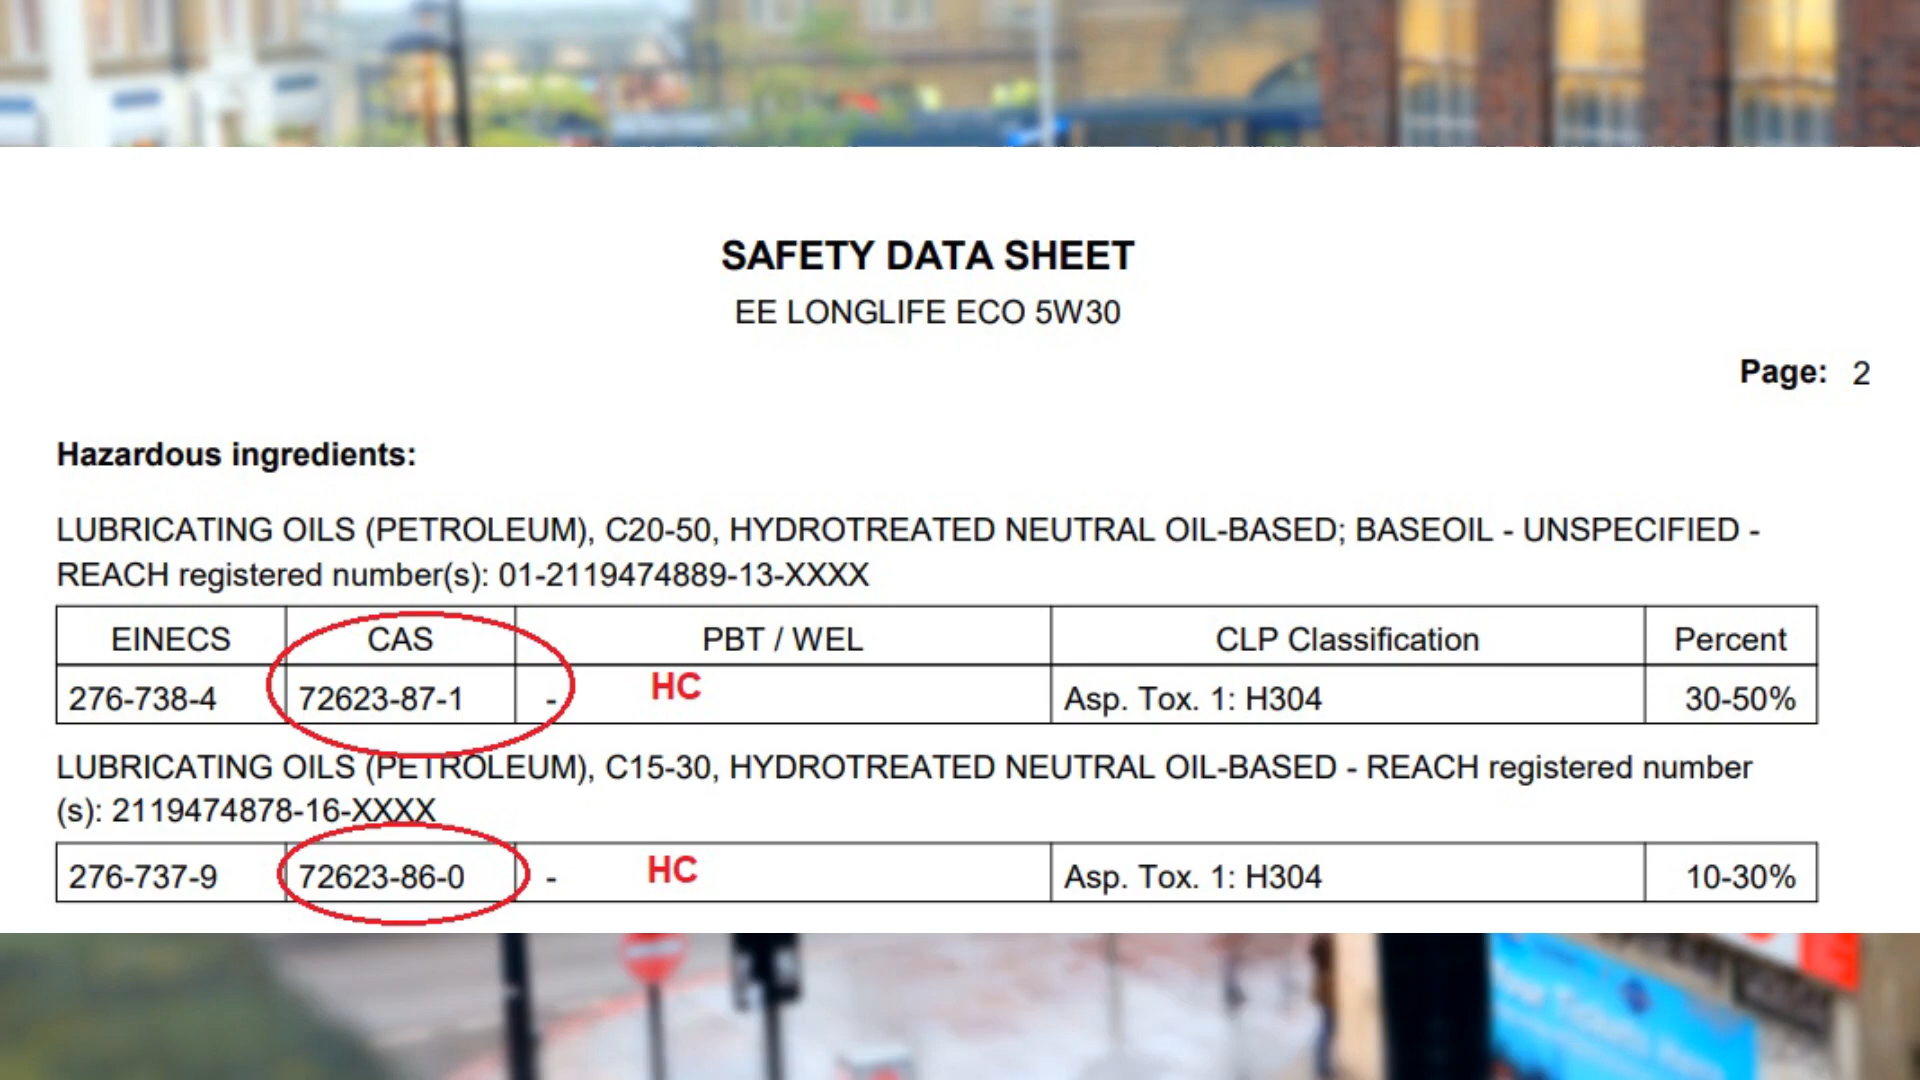 SAFETY DATA SHEET
EE LONGLIFE ECO 5W30
Page: 2
Hazardous ingredients:
LUBRICATING OILS (PETROLEUM), C20-50, HYDROTREATED NEUTRAL OIL-BASED; BASEOIL - UNSPECIFIED -
REACH registered number(s): 01-2119474889-13-XXXX
EINECS CAS PBT / WEL CLP Classification Percent
276-738-4 72623-87-1 - HC Asp. Tox. 1: H304 30-50%
LUBRICATING OILS (PETROLEUM), C15-30, HYDROTREATED NEUTRAL OIL-BASED - REACH registered number
(s): 2119474878-16-XXXX
276-737-9 72623-86-0 - HC Asp. Tox. 1: H304 10-30%